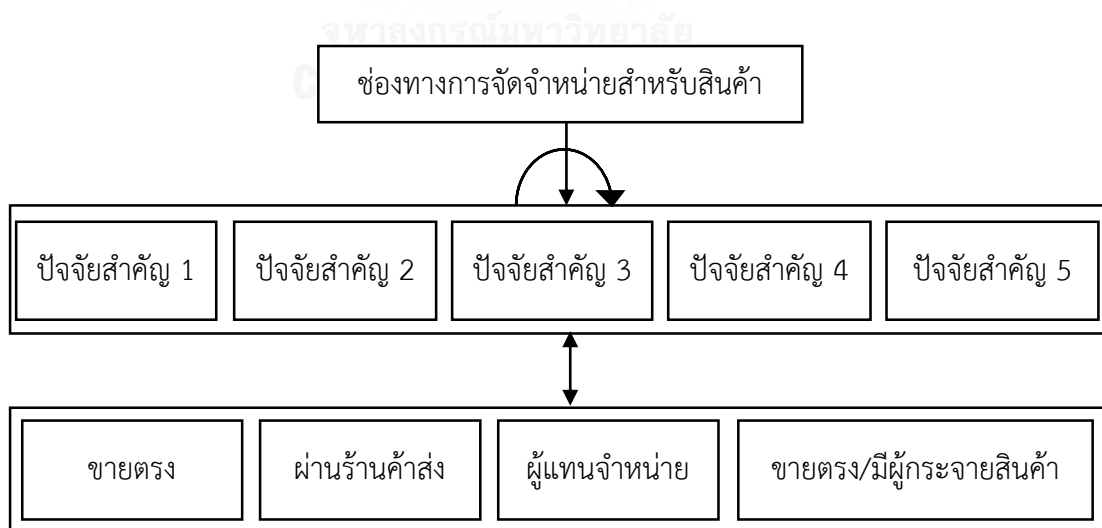 จุฬาลงกรณ์มหาวิทยาลัย
ช่องทางการจัดจำหน่ายสำหรับสินค้า
ปัจจัยสำคัญ 1 ปัจจัยสำคัญ 2 ปัจจัยสำคัญ 3 ปัจจัยสำคัญ 4 ปัจจัยสำคัญ 5
ขายตรง ผ่านร้านค้าส่ง ผู้แทนจำหน่าย ขายตรง/มีผู้กระจายสินค้า